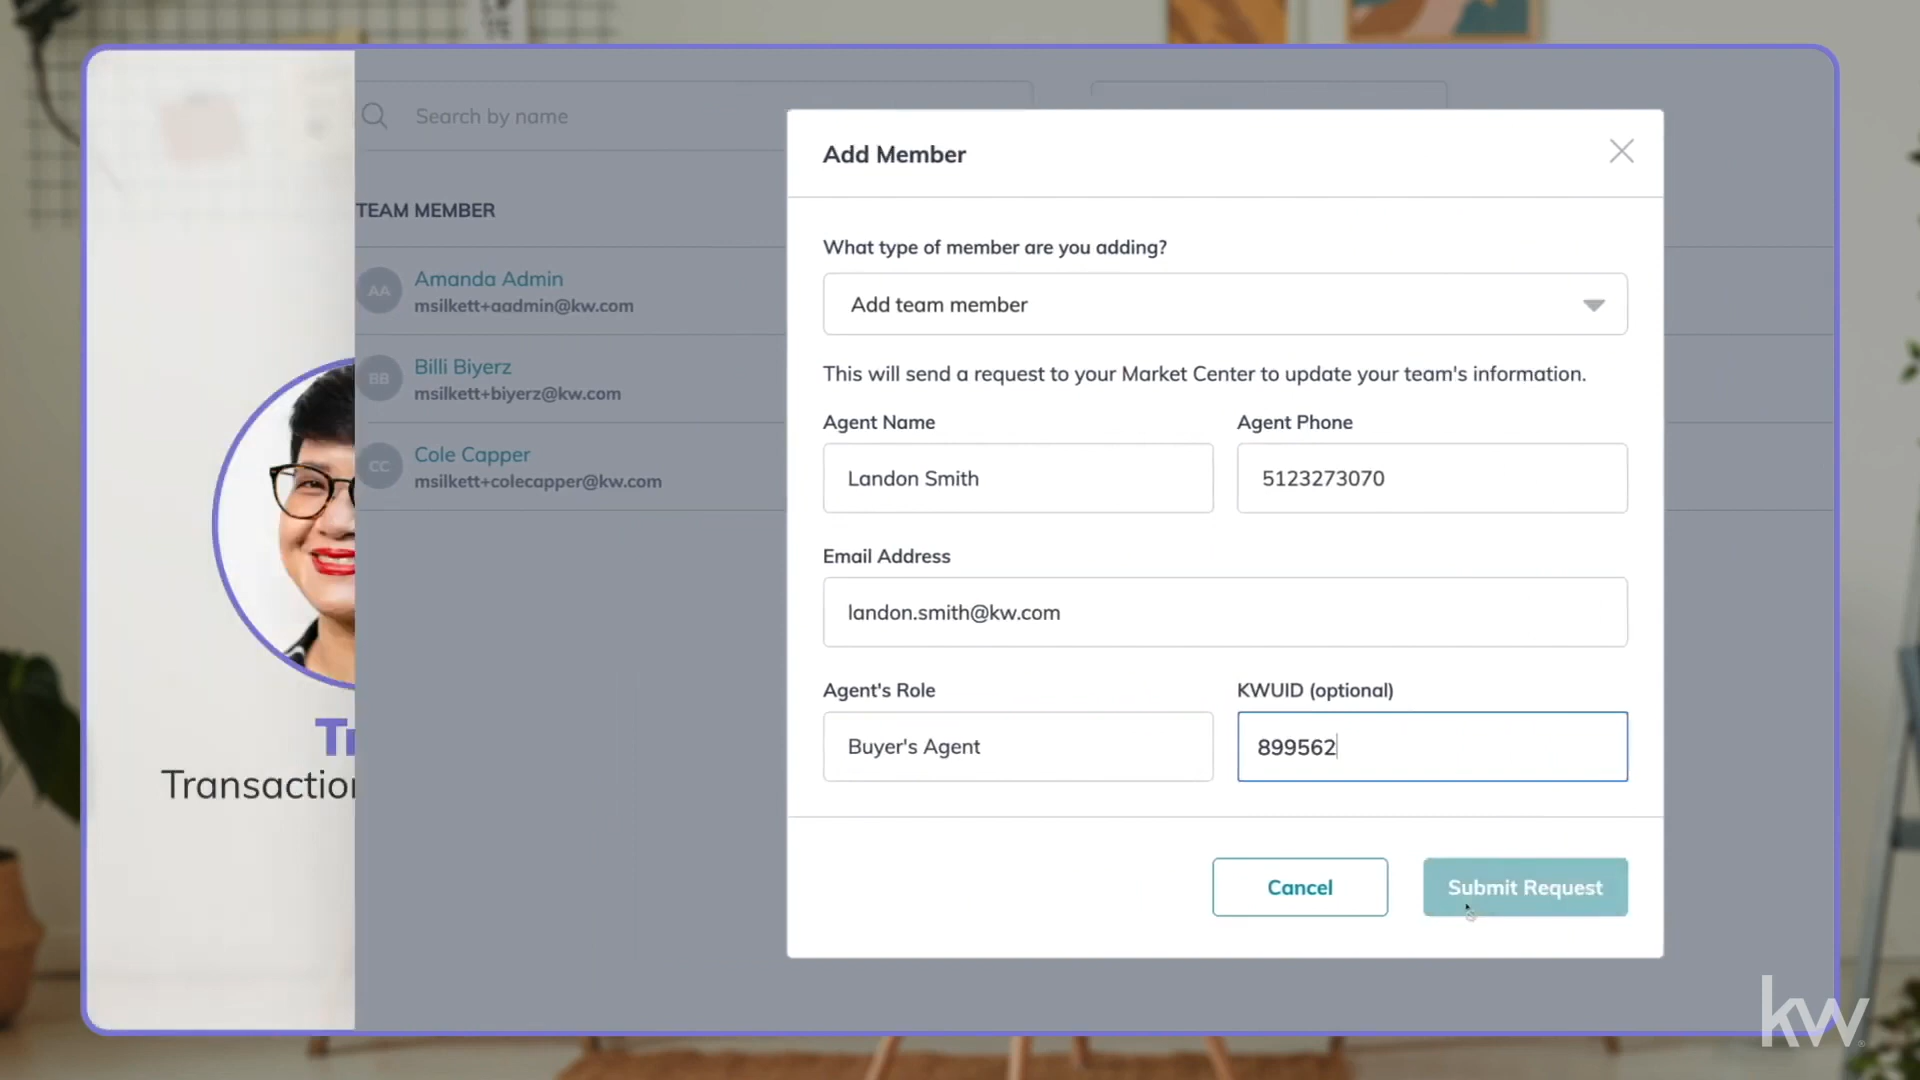 Search by name
TEAM MEMBER
AA
Amanda Admin
msilkett+aadmin@kw.com
BB
Billi Biyerz
msilkett+biyerz@kw.com
CC
Cole Capper
msilkett+colecapper@kw.com
Tr
Transaction
Add Member
What type of member are you adding?
Add team member
This will send a request to your Market Center to update your team's information.
Agent Name
Agent Phone
Landon Smith
5123273070
Email Address
landon.smith@kw.com
Agent's Role
KWUID (optional)
Buyer's Agent
899562
Cancel
Submit Request
kw